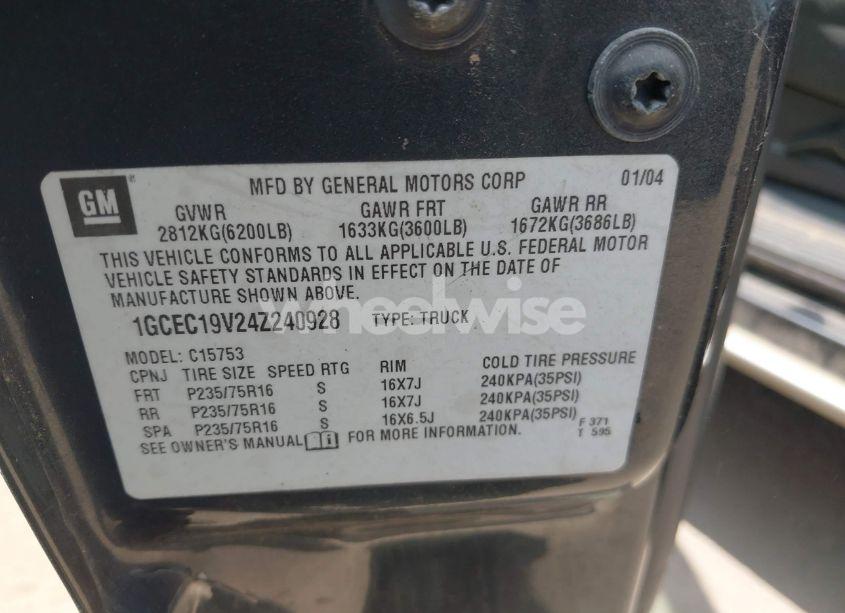 GM
MFD BY GENERAL MOTORS CORP 01/04
GVWR GAWR FRT GAWR RR
2812KG(6200LB) 1633KG(3600LB) 1672KG(3686LB)
THIS VEHICLE CONFORMS TO ALL APPLICABLE U.S. FEDERAL MOTOR
VEHICLE SAFETY STANDARDS IN EFFECT ON THE DATE OF
MANUFACTURE SHOWN ABOVE.
wheelwise
1GCEC19V24Z240928 TYPE: TRUCK
MODEL: C15753
CPNJ TIRE SIZE SPEED RTG RIM COLD TIRE PRESSURE
FRT P235/75R16 S 16X7J 240KPA(35PSI)
RR P235/75R16 S 16X7J 240KPA(35PSI)
SPA P235/75R16 S 16X6.5J 240KPA(35PSI)
SEE OWNER'S MANUAL i FOR MORE INFORMATION.
F 371
T 595